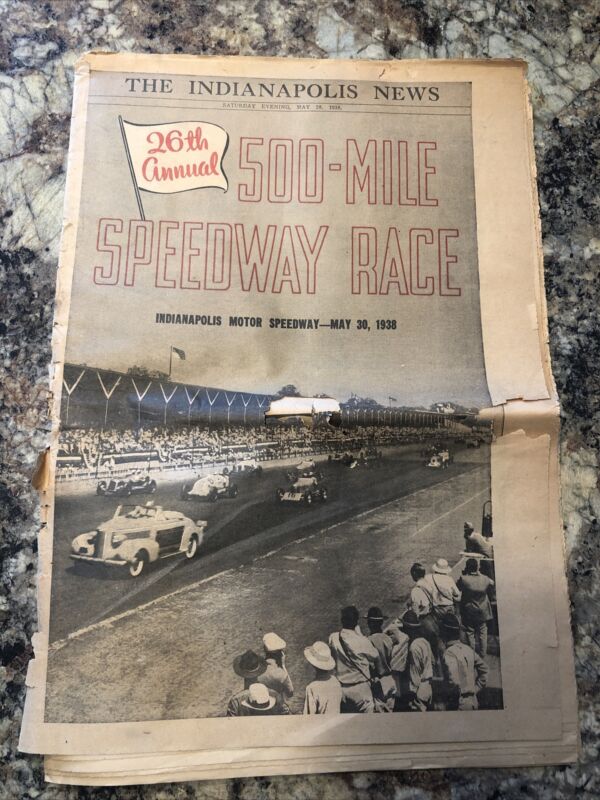 THE INDIANAPOLIS NEWS
SATURDAY EVENING, MAY 28, 1938.
26th
Annual
500-MILE
SPEEDWAY RACE
INDIANAPOLIS MOTOR SPEEDWAY—MAY 30, 1938